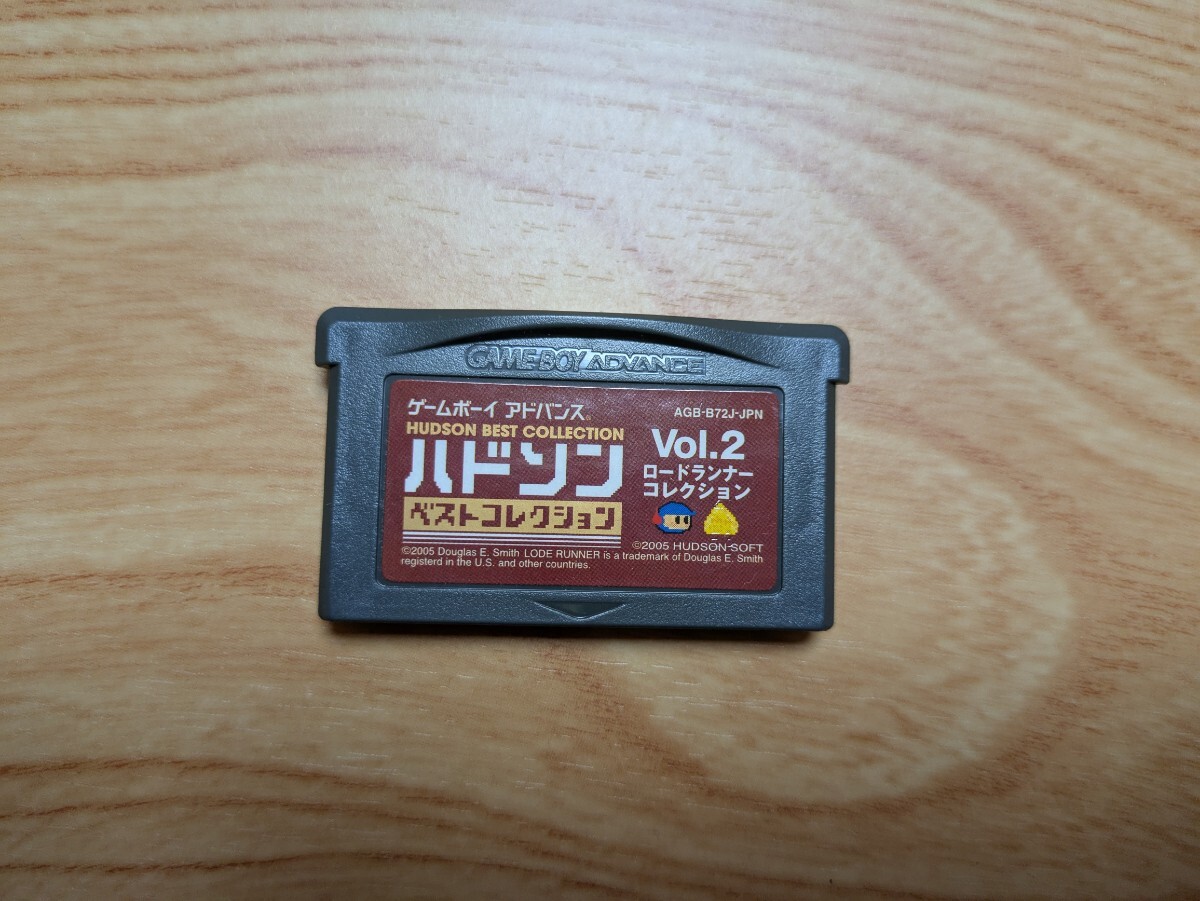 GAME BOY ADVANCE
ゲームボーイ アドバンス®
AGB-B72J-JPN
HUDSON BEST COLLECTION
ハドソン
ベストコレクション
Vol.2
ロードランナー
コレクション
©2005 HUDSON SOFT
©2005 Douglas E. Smith LODE RUNNER is a trademark of Douglas E. Smith
registerd in the U.S. and other countries.